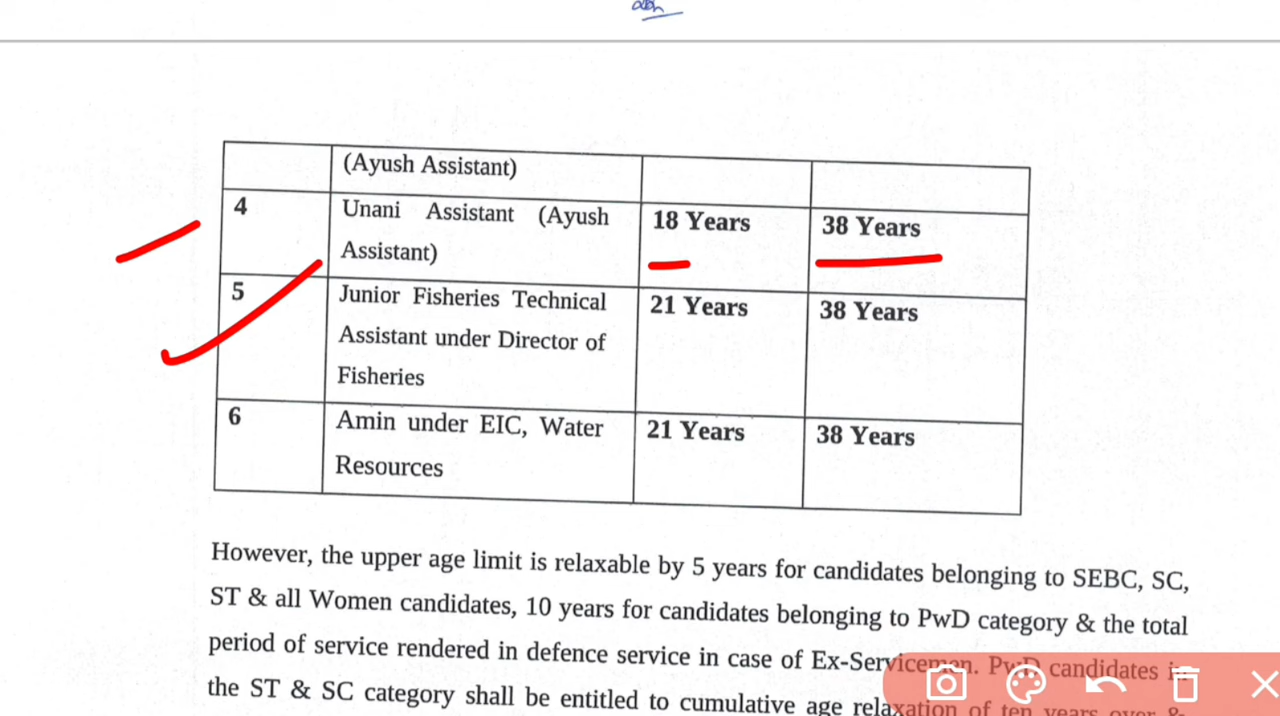 (Ayush Assistant)
4 Unani Assistant (Ayush 18 Years 38 Years
Assistant)
5 Junior Fisheries Technical 21 Years 38 Years
Assistant under Director of
Fisheries
6 Amin under EIC, Water 21 Years 38 Years
Resources
However, the upper age limit is relaxable by 5 years for candidates belonging to SEBC, SC,
ST & all Women candidates, 10 years for candidates belonging to PwD category & the total
period of service rendered in defence service in case of Ex-Servicemen. PwD candidates in
the ST & SC category shall be entitled to cumulative age relaxation of ten years over &